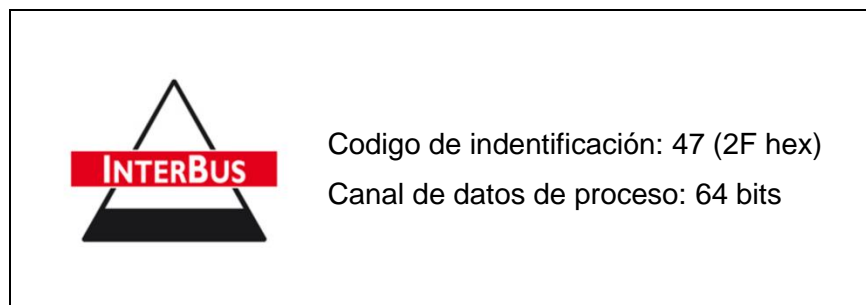 INTERBUS
Codigo de indentificación: 47 (2F hex)
Canal de datos de proceso: 64 bits